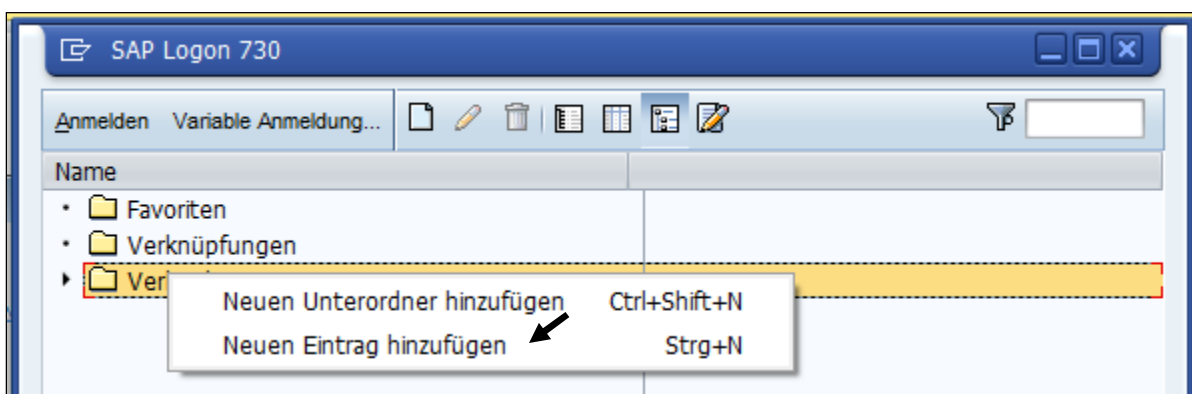 SAP Logon 730
Anmelden Variable Anmeldung...
Name
Favoriten
Verknüpfungen
Neuen Unterordner hinzufügen Ctrl+Shift+N
Neuen Eintrag hinzufügen Strg+N